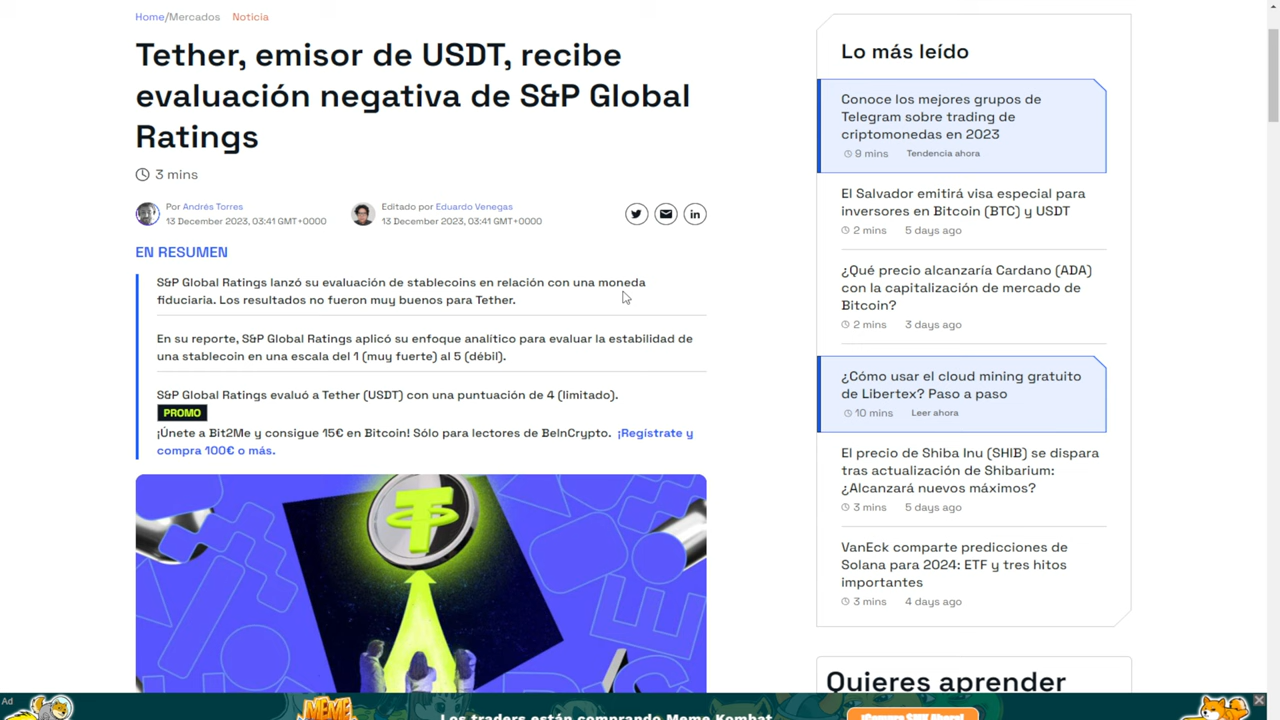 Home/Mercados Noticia
Tether, emisor de USDT, recibe
evaluación negativa de S&P Global
Ratings
3 mins
Por Andrés Torres
13 December 2023, 03:41 GMT+0000
Editado por Eduardo Venegas
13 December 2023, 03:41 GMT+0000
EN RESUMEN
S&P Global Ratings lanzó su evaluación de stablecoins en relación con una moneda
fiduciaria. Los resultados no fueron muy buenos para Tether.
En su reporte, S&P Global Ratings aplicó su enfoque analítico para evaluar la estabilidad de
una stablecoin en una escala del 1 (muy fuerte) al 5 (débil).
S&P Global Ratings evaluó a Tether (USDT) con una puntuación de 4 (limitado).
PROMO
¡Únete a Bit2Me y consigue 15€ en Bitcoin! Sólo para lectores de BeInCrypto. ¡Regístrate y
compra 100€ o más.
Lo más leído
Conoce los mejores grupos de
Telegram sobre trading de
criptomonedas en 2023
9 mins Tendencia ahora
El Salvador emitirá visa especial para
inversores en Bitcoin (BTC) y USDT
2 mins 5 days ago
¿Qué precio alcanzaría Cardano (ADA)
con la capitalización de mercado de
Bitcoin?
2 mins 3 days ago
¿Cómo usar el cloud mining gratuito
de Libertex? Paso a paso
10 mins Leer ahora
El precio de Shiba Inu (SHIB) se dispara
tras actualización de Shibarium:
¿Alcanzará nuevos máximos?
3 mins 5 days ago
VanEck comparte predicciones de
Solana para 2024: ETF y tres hitos
importantes
3 mins 4 days ago
Quieres aprender
Ad
MEME
Los traders están comprando Meme Kombat